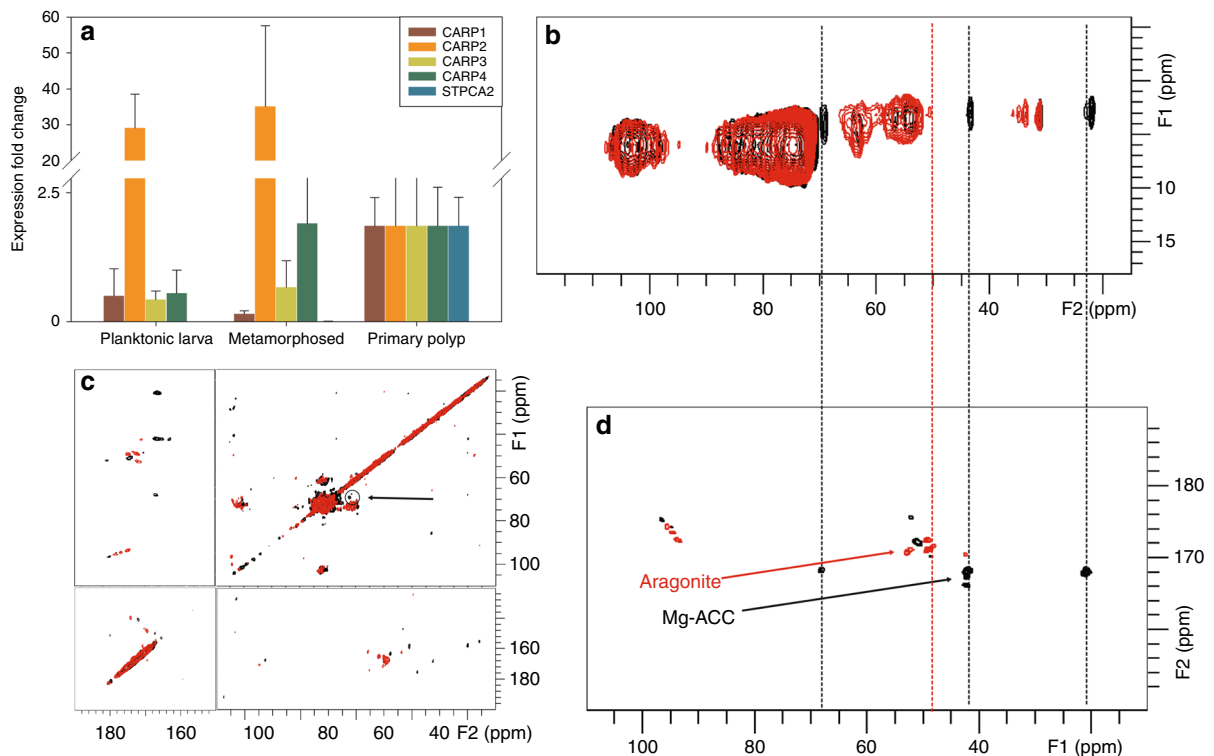 a
CARP1
CARP2
CARP3
CARP4
STPCA2
Expression fold change
60
50
40
30
20
2.5
0
Planktonic larva
Metamorphosed
Primary polyp
b
F1 (ppm)
10
15
100
80
60
40
F2 (ppm)
c
F1 (ppm)
60
80
100
160
180
180
160
100
80
60
40
F2 (ppm)
d
180
170
F2 (ppm)
Aragonite
Mg-ACC
100
80
60
40
F1 (ppm)